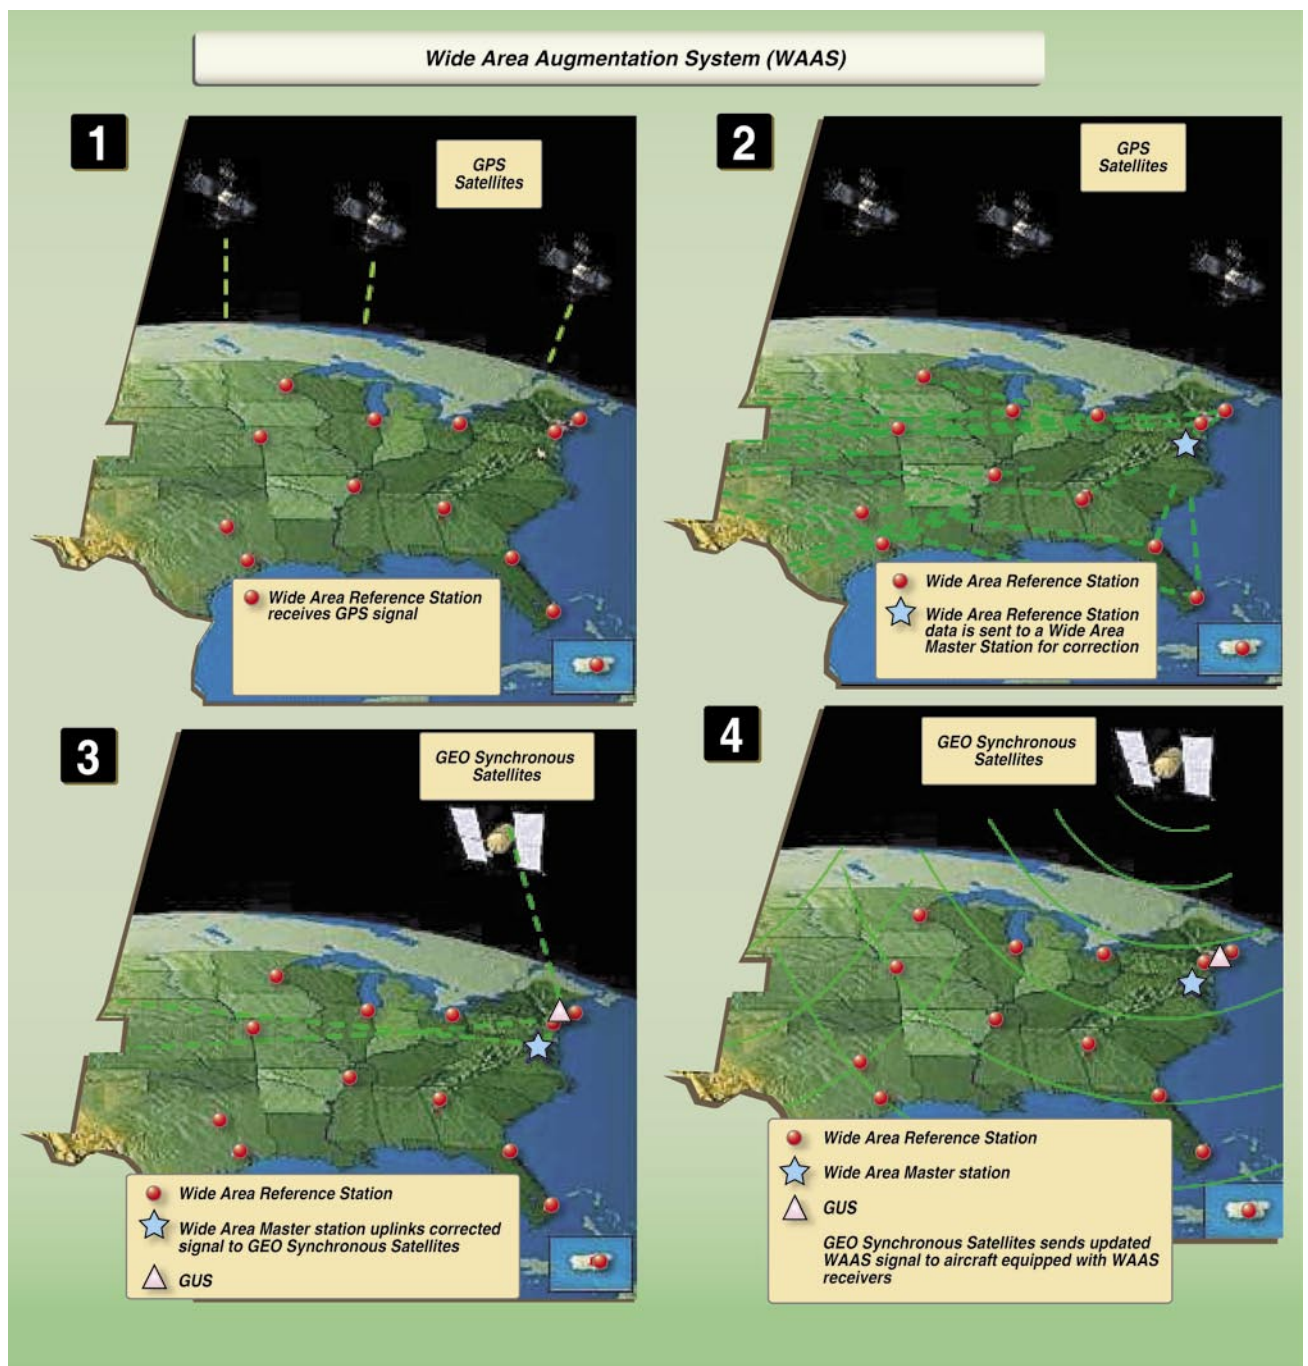 Wide Area Augmentation System (WAAS)
1
GPS
Satellites
Wide Area Reference Station
receives GPS signal
2
GPS
Satellites
Wide Area Reference Station
Wide Area Reference Station
data is sent to a Wide Area
Master Station for correction
3
GEO Synchronous
Satellites
Wide Area Reference Station
Wide Area Master station uplinks corrected
signal to GEO Synchronous Satellites
GUS
4
GEO Synchronous
Satellites
Wide Area Reference Station
Wide Area Master station
GUS
GEO Synchronous Satellites sends updated
WAAS signal to aircraft equipped with WAAS
receivers